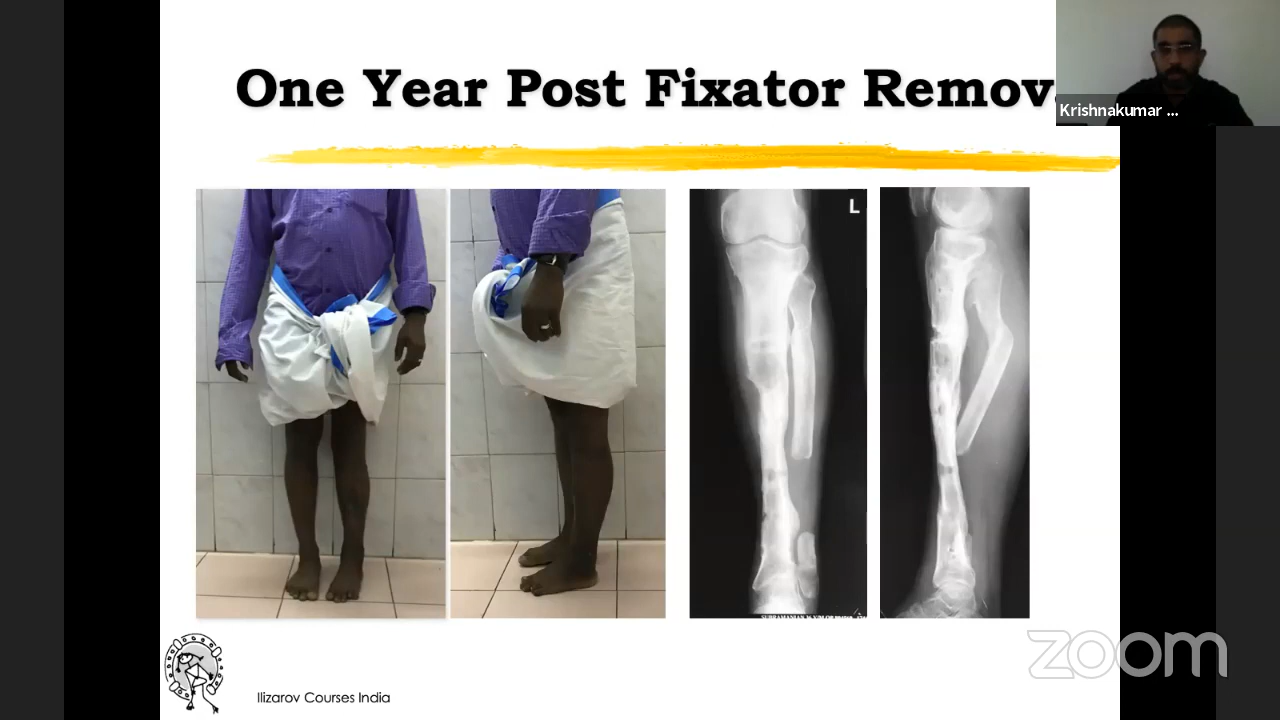 One Year Post Fixator Remov
Krishnakumar ...
L
zoom
Ilizarov Courses India